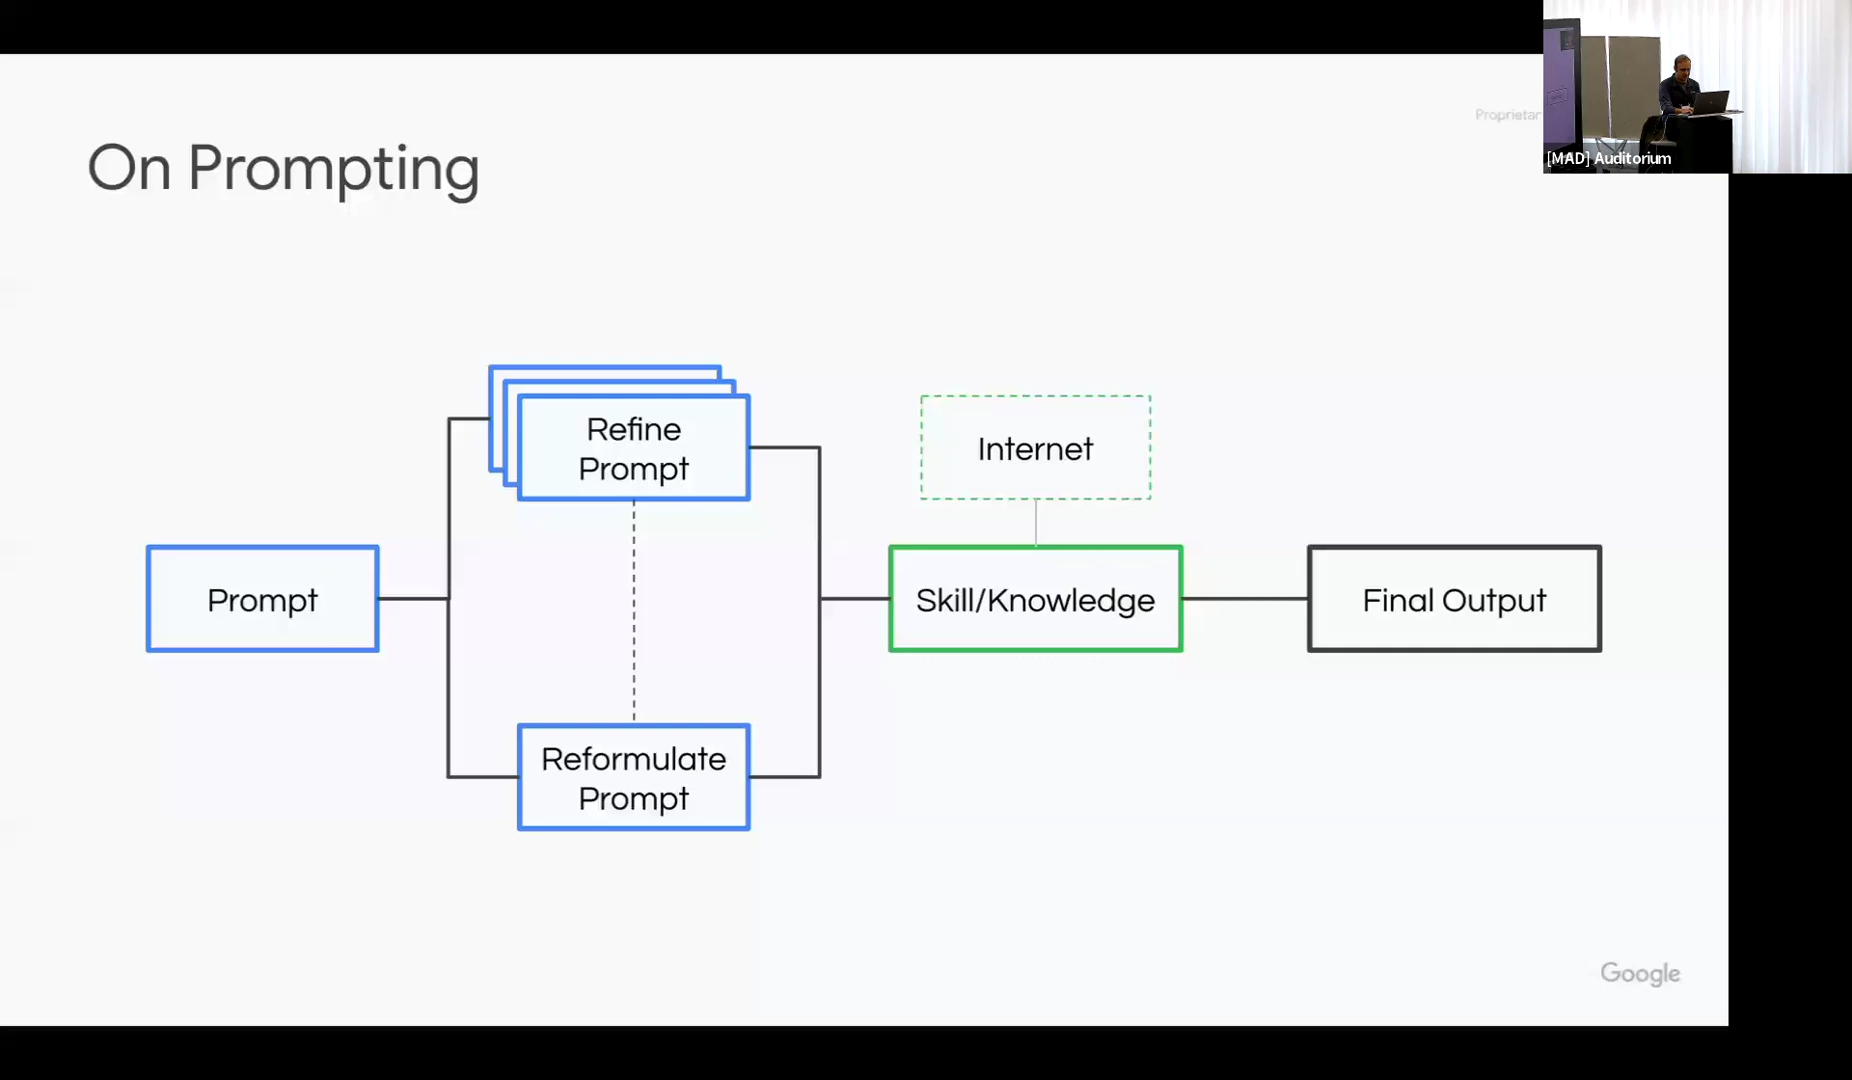 On Prompting
[MAD] Auditorium
Refine
Prompt
Internet
Prompt
Skill/Knowledge
Final Output
Reformulate
Prompt
Google